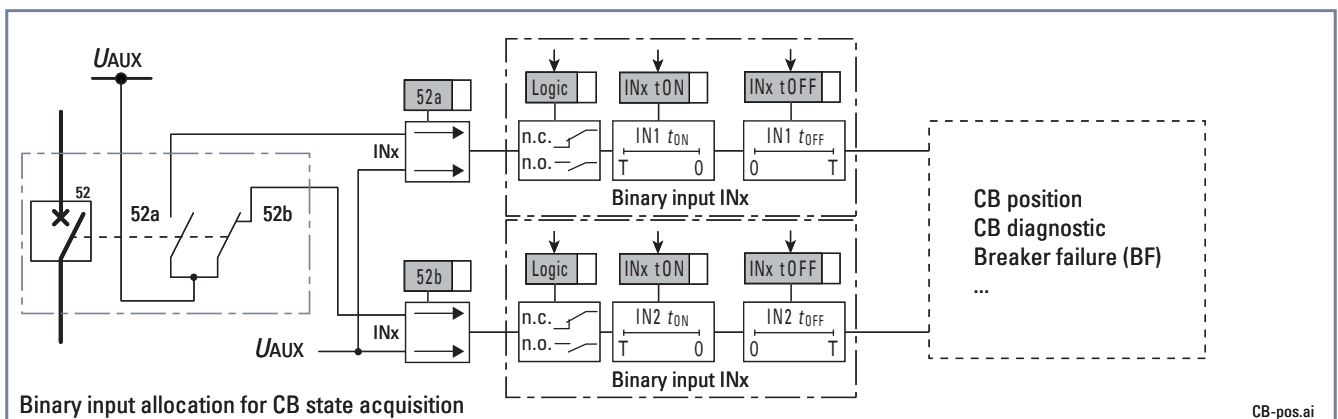 UAUX
52
52a
52b
52a
INx
Logic
INx tON
INx tOFF
n.c.
n.o.
IN1 tON
T 0
IN1 tOFF
0 T
Binary input INx
52b
INx
UAUX
Logic
INx tON
INx tOFF
n.c.
n.o.
IN2 tON
T 0
IN2 tOFF
0 T
Binary input INx
CB position
CB diagnostic
Breaker failure (BF)
...
Binary input allocation for CB state acquisition
CB-pos.ai